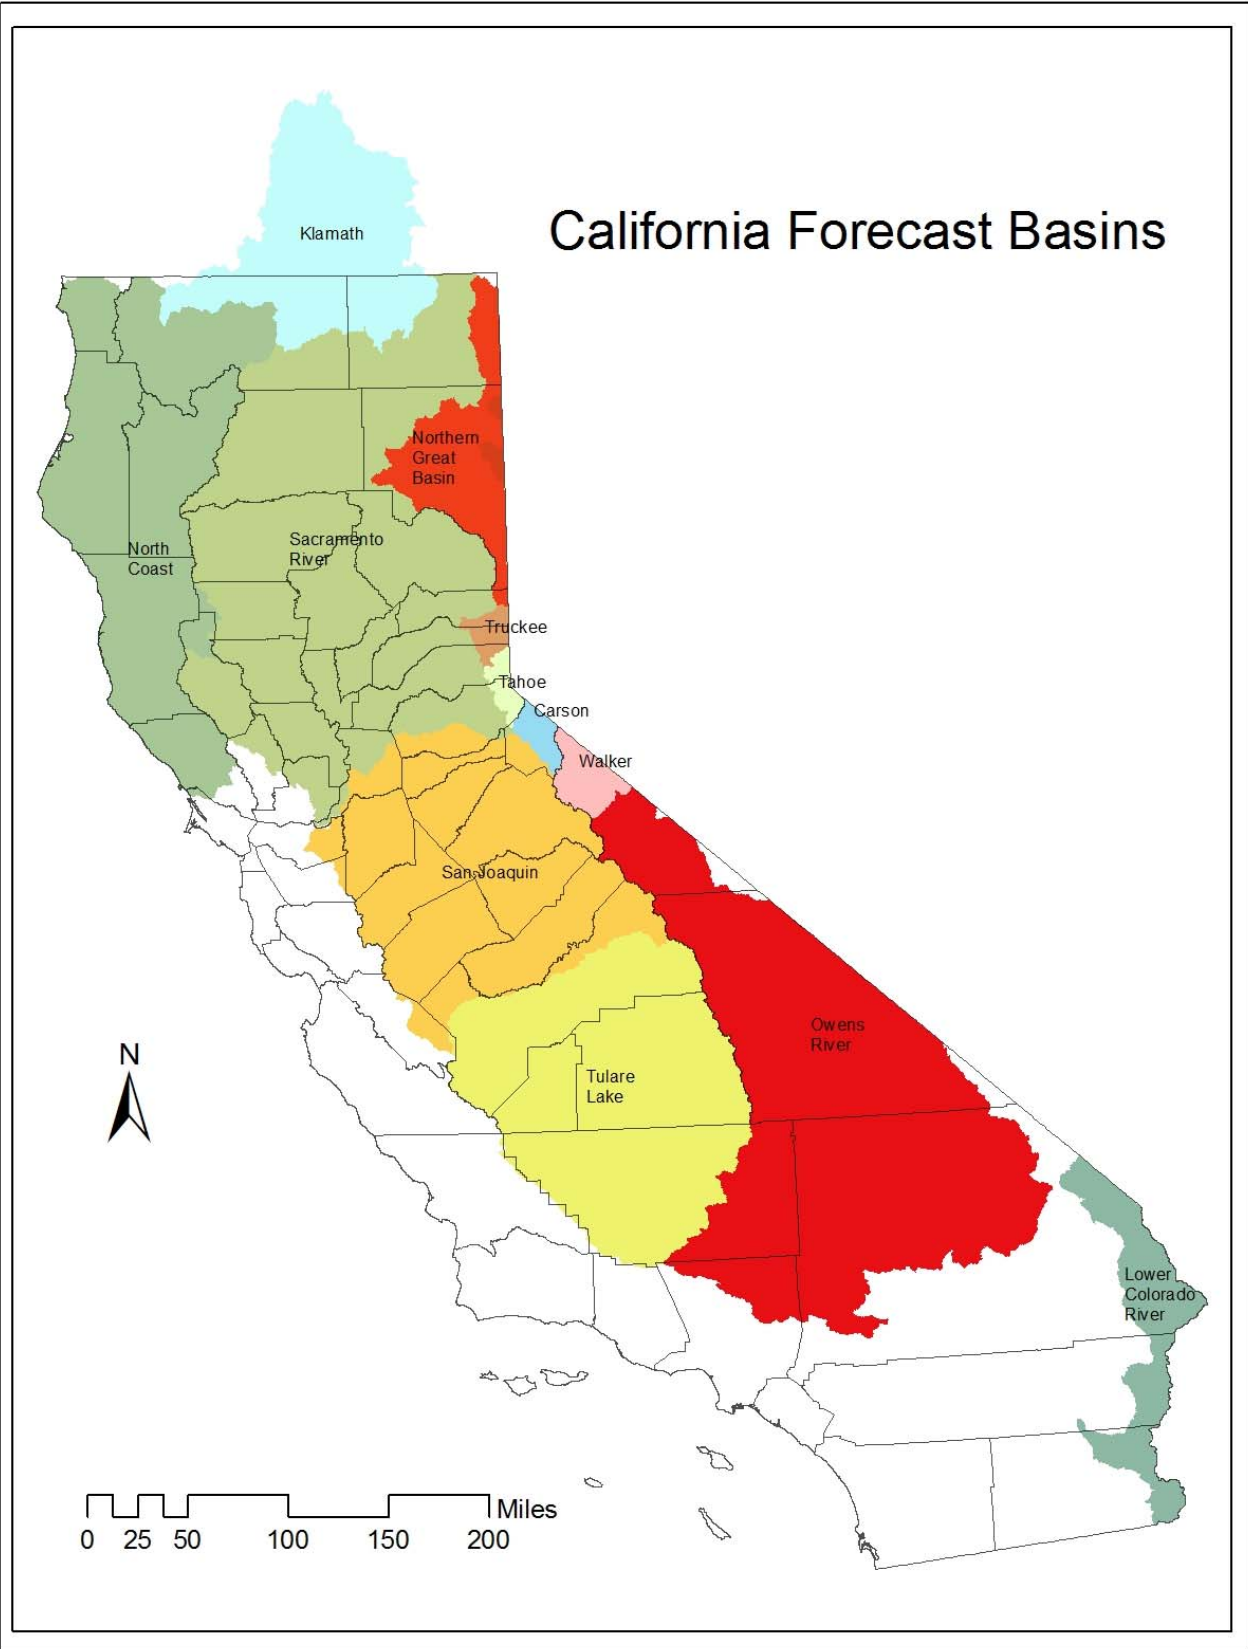 California Forecast Basins
Klamath
Northern
Great
Basin
Sacramento
River
North
Coast
Truckee
Tahoe
Carson
Walker
San Joaquin
Owens
River
N
Tulare
Lake
Lower
Colorado
River
Miles
0 25 50 100 150 200